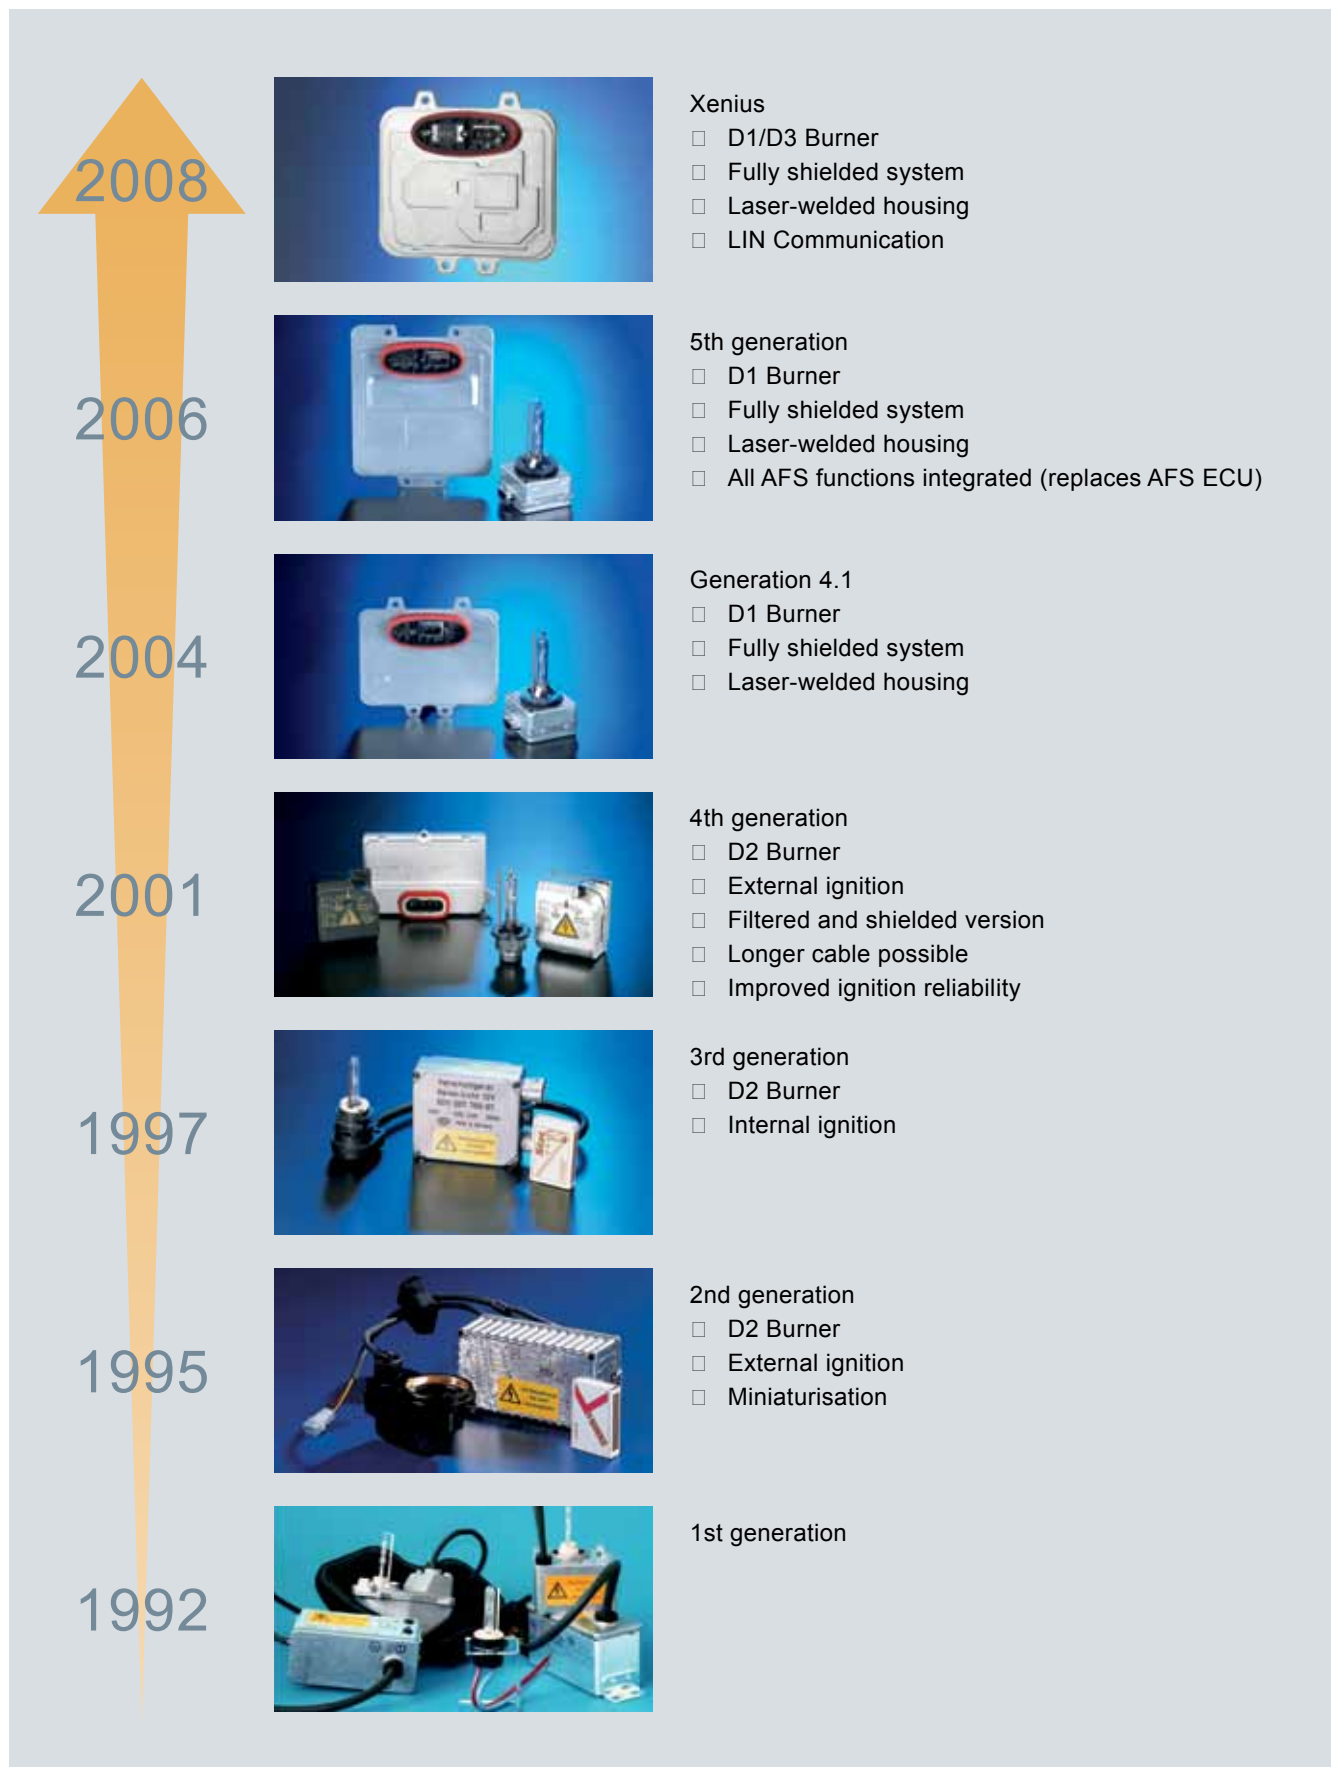 2008
Xenius
D1/D3 Burner
Fully shielded system
Laser-welded housing
LIN Communication
2006
5th generation
D1 Burner
Fully shielded system
Laser-welded housing
All AFS functions integrated (replaces AFS ECU)
2004
Generation 4.1
D1 Burner
Fully shielded system
Laser-welded housing
2001
4th generation
D2 Burner
External ignition
Filtered and shielded version
Longer cable possible
Improved ignition reliability
1997
3rd generation
D2 Burner
Internal ignition
1995
2nd generation
D2 Burner
External ignition
Miniaturisation
1992
1st generation